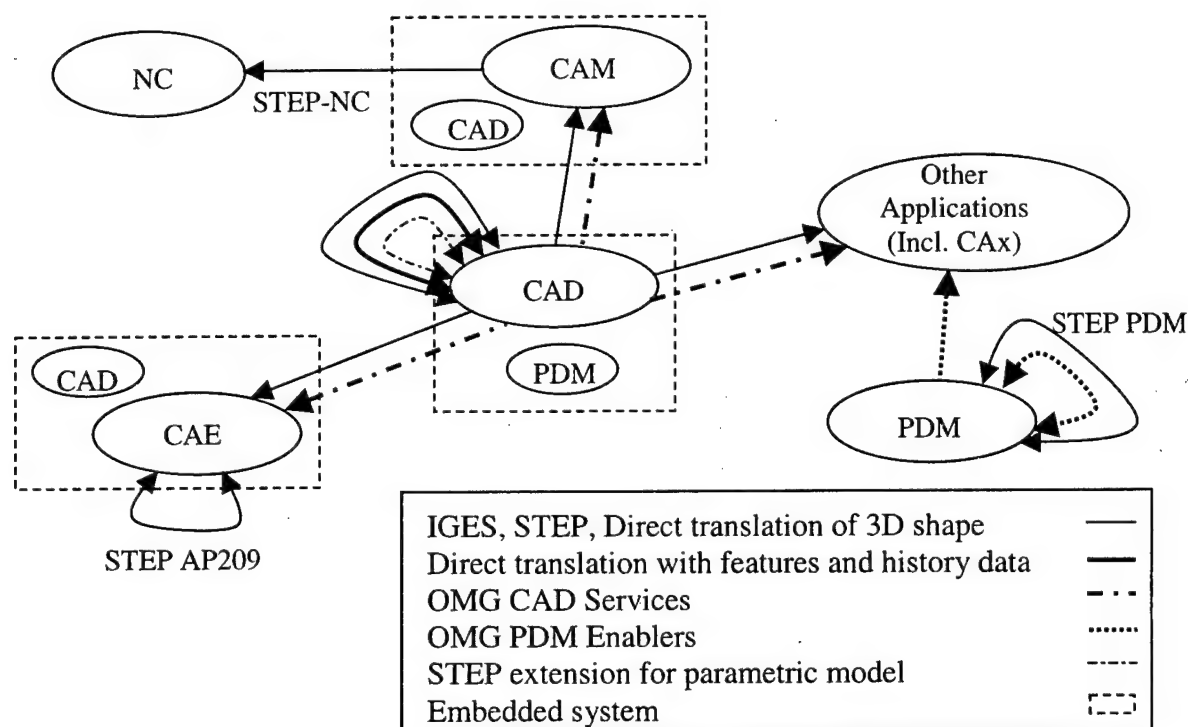 NC
CAM
STEP-NC
CAD
Other
Applications
(Incl. CAx)
CAD
STEP PDM
PDM
CAD
CAE
PDM
STEP AP209
IGES, STEP, Direct translation of 3D shape
Direct translation with features and history data
OMG CAD Services
OMG PDM Enablers
STEP extension for parametric model
Embedded system